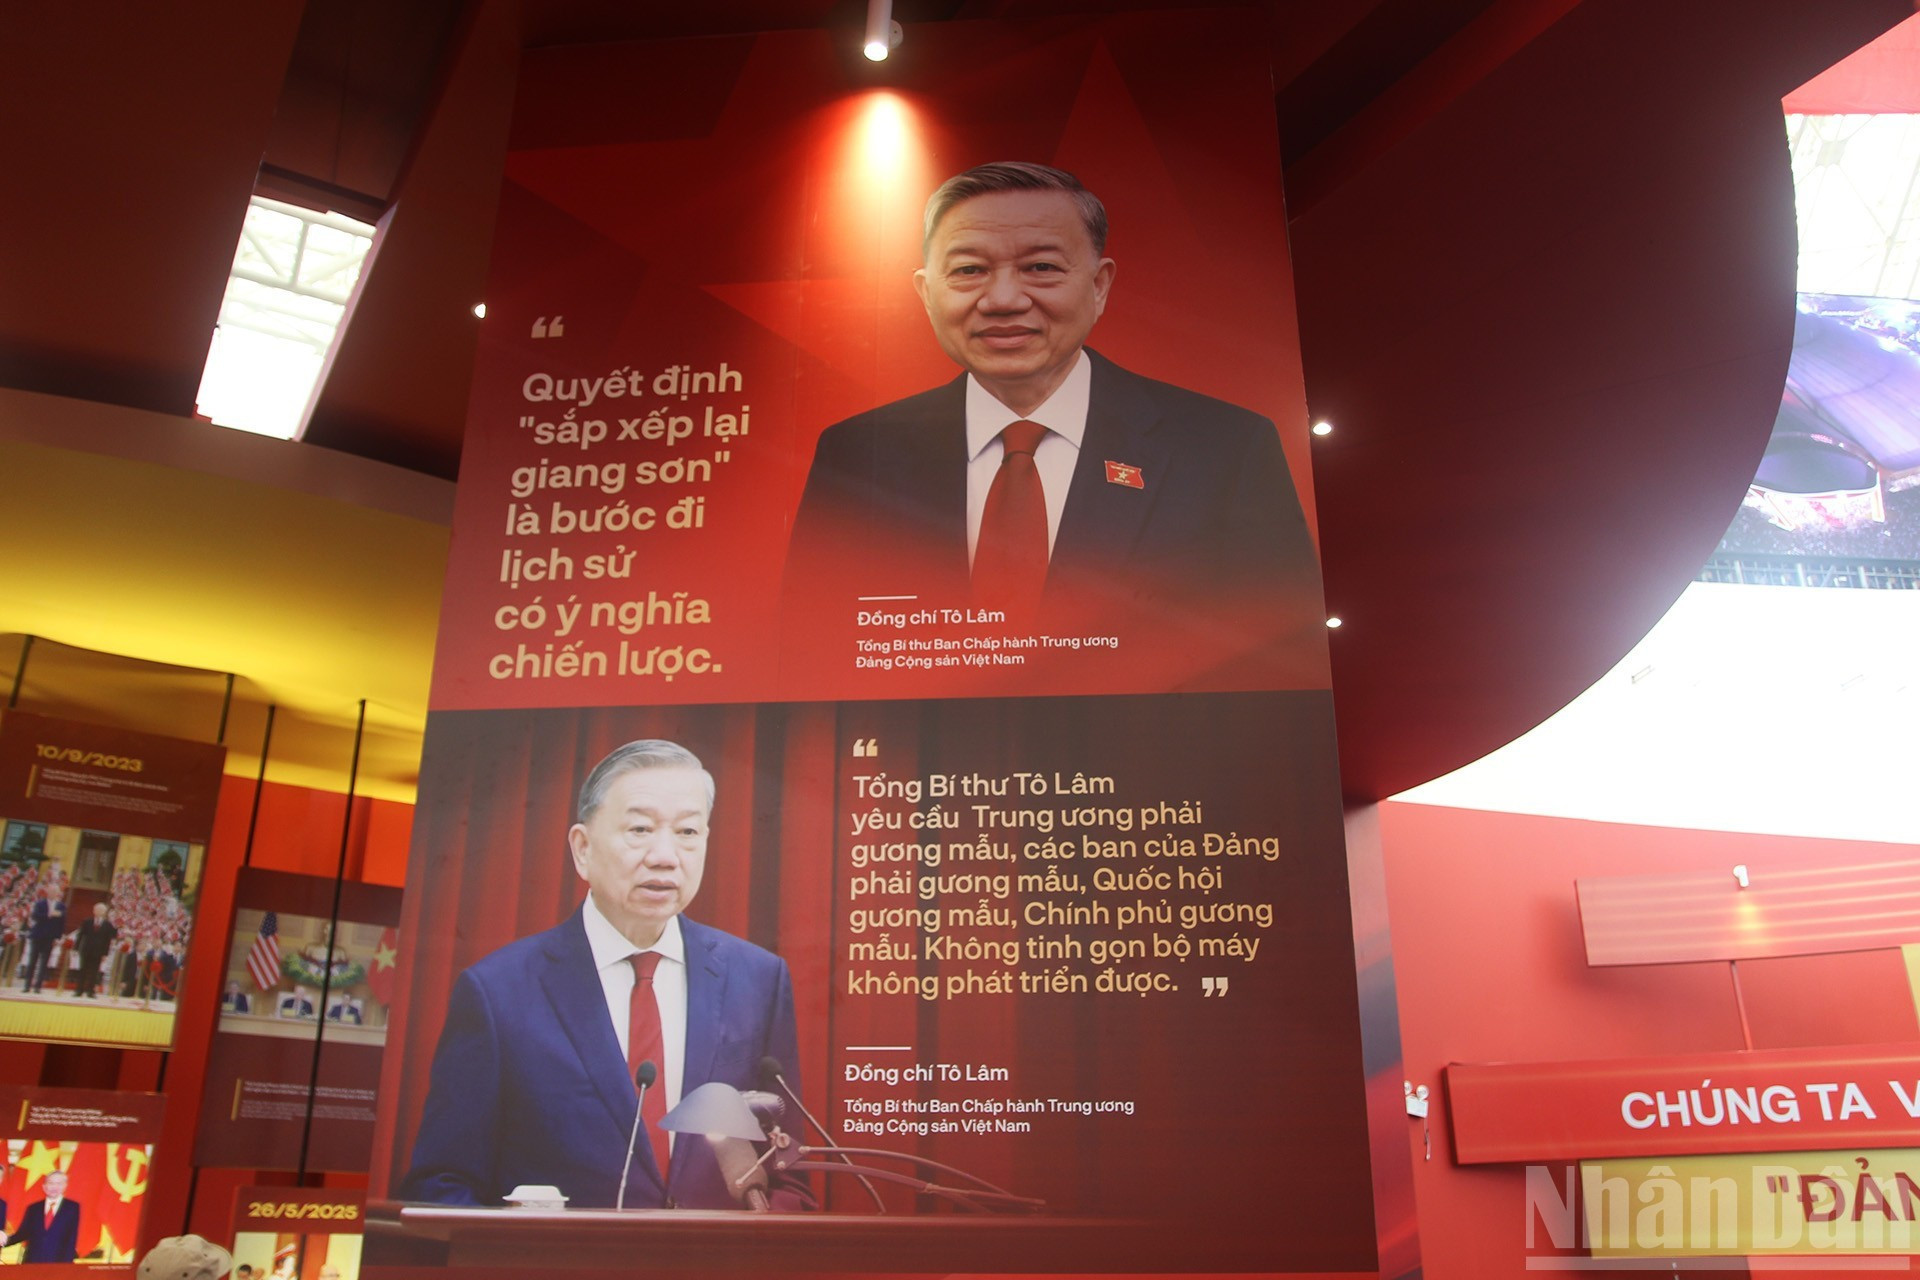 “
Quyết định
"sắp xếp lại
giang sơn"
là bước đi
lịch sử
có ý nghĩa
chiến lược.
Đồng chí Tô Lâm
Tổng Bí thư Ban Chấp hành Trung ương
Đảng Cộng sản Việt Nam
“
Tổng Bí thư Tô Lâm
yêu cầu Trung ương phải
gương mẫu, các ban của Đảng
phải gương mẫu, Quốc hội
gương mẫu, Chính phủ gương
mẫu. Không tinh gọn bộ máy
không phát triển được. ”
Đồng chí Tô Lâm
Tổng Bí thư Ban Chấp hành Trung ương
Đảng Cộng sản Việt Nam
10/9/2023
26/5/2025
CHÚNG TA V
"ĐẢN
Nhân Dân